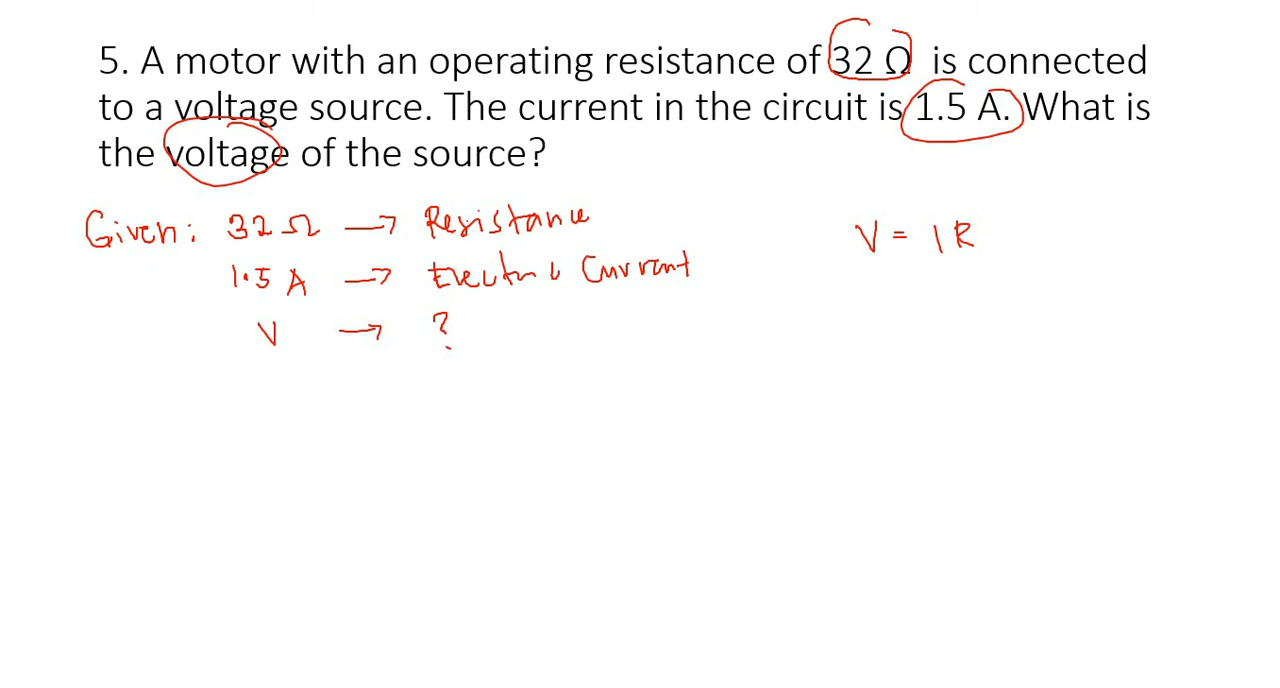 5. A motor with an operating resistance of 32 Ω is connected
to a voltage source. The current in the circuit is 1.5 A. What is
the voltage of the source?
Given: 32 Ω → Resistance
V = I R
1.5 A → Electric Current
V → ?